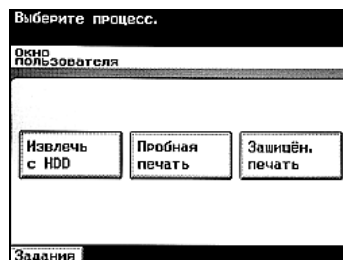 Выберите процесс.
Окно
пользователя
Извлечь
с HDD
Пробная
печать
Защищён.
печать
Задания